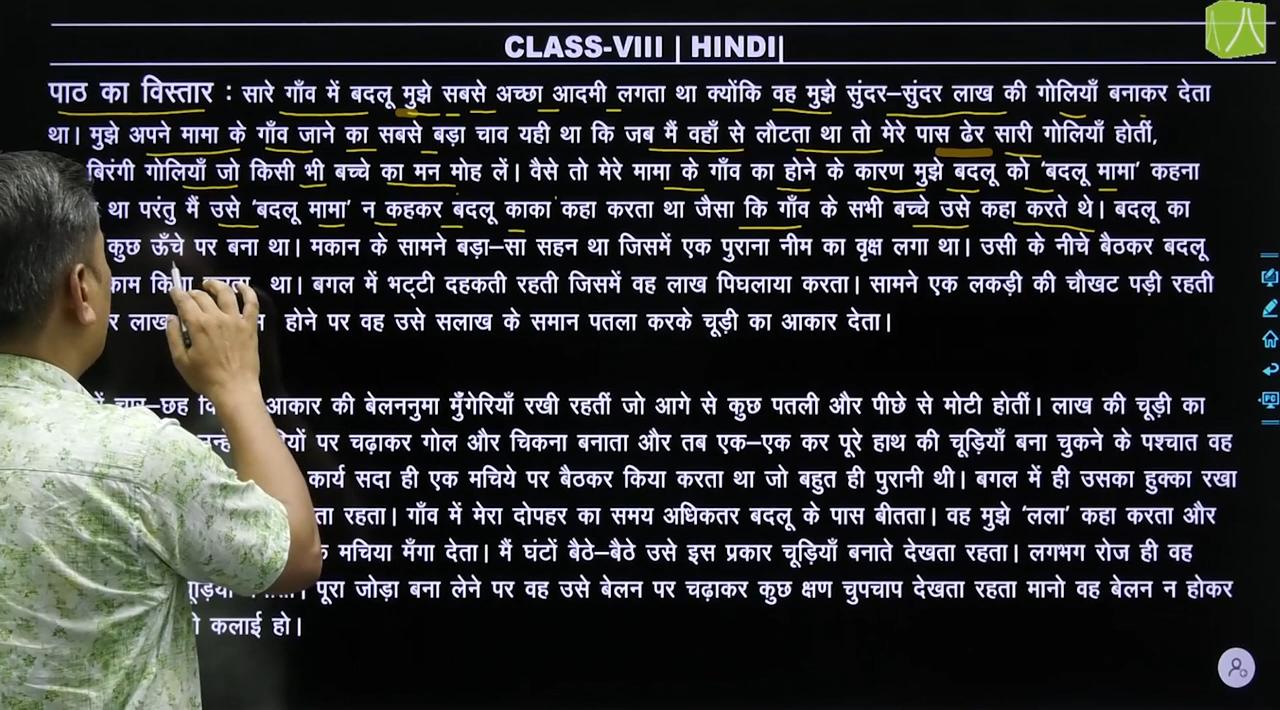 CLASS-VIII | HINDI|
पाठ का विस्तार : सारे गाँव में बदलू मुझे सबसे अच्छा आदमी लगता था क्योंकि वह मुझे सुंदर–सुंदर लाख की गोलियाँ बनाकर देता
था। मुझे अपने मामा के गाँव जाने का सबसे बड़ा चाव यही था कि जब मैं वहाँ से लौटता था तो मेरे पास ढेर सारी गोलियाँ होतीं,
बिरंगी गोलियाँ जो किसी भी बच्चे का मन मोह लें। वैसे तो मेरे मामा के गाँव का होने के कारण मुझे बदलू को ‘बदलू मामा’ कहना
था परंतु मैं उसे ‘बदलू मामा’ न कहकर बदलू काका कहा करता था जैसा कि गाँव के सभी बच्चे उसे कहा करते थे। बदलू का
कुछ ऊँचे पर बना था। मकान के सामने बड़ा–सा सहन था जिसमें एक पुराना नीम का वृक्ष लगा था। उसी के नीचे बैठकर बदलू
काम था। बगल में भट्‌टी दहकती रहती जिसमें वह लाख पिघलाया करता। सामने एक लकड़ी की चौखट पड़ी रहती
लाख होने पर वह उसे सलाख के समान पतला करके चूड़ी का आकार देता।
चार–छह आकार की बेलननुमा मुँगेरियाँ रखी रहतीं जो आगे से कुछ पतली और पीछे से मोटी होतीं। लाख की चूड़ी का
पर चढ़ाकर गोल और चिकना बनाता और तब एक–एक कर पूरे हाथ की चूड़ियाँ बना चुकने के पश्चात वह
कार्य सदा ही एक मचिये पर बैठकर किया करता था जो बहुत ही पुरानी थी। बगल में ही उसका हुक्का रखा
रहता। गाँव में मेरा दोपहर का समय अधिकतर बदलू के पास बीतता। वह मुझे ‘लला’ कहा करता और
मचिया मँगा देता। मैं घंटों बैठे–बैठे उसे इस प्रकार चूड़ियाँ बनाते देखता रहता। लगभग रोज ही वह
पूरा जोड़ा बना लेने पर वह उसे बेलन पर चढ़ाकर कुछ क्षण चुपचाप देखता रहता मानो वह बेलन न होकर
कलाई हो।
PC